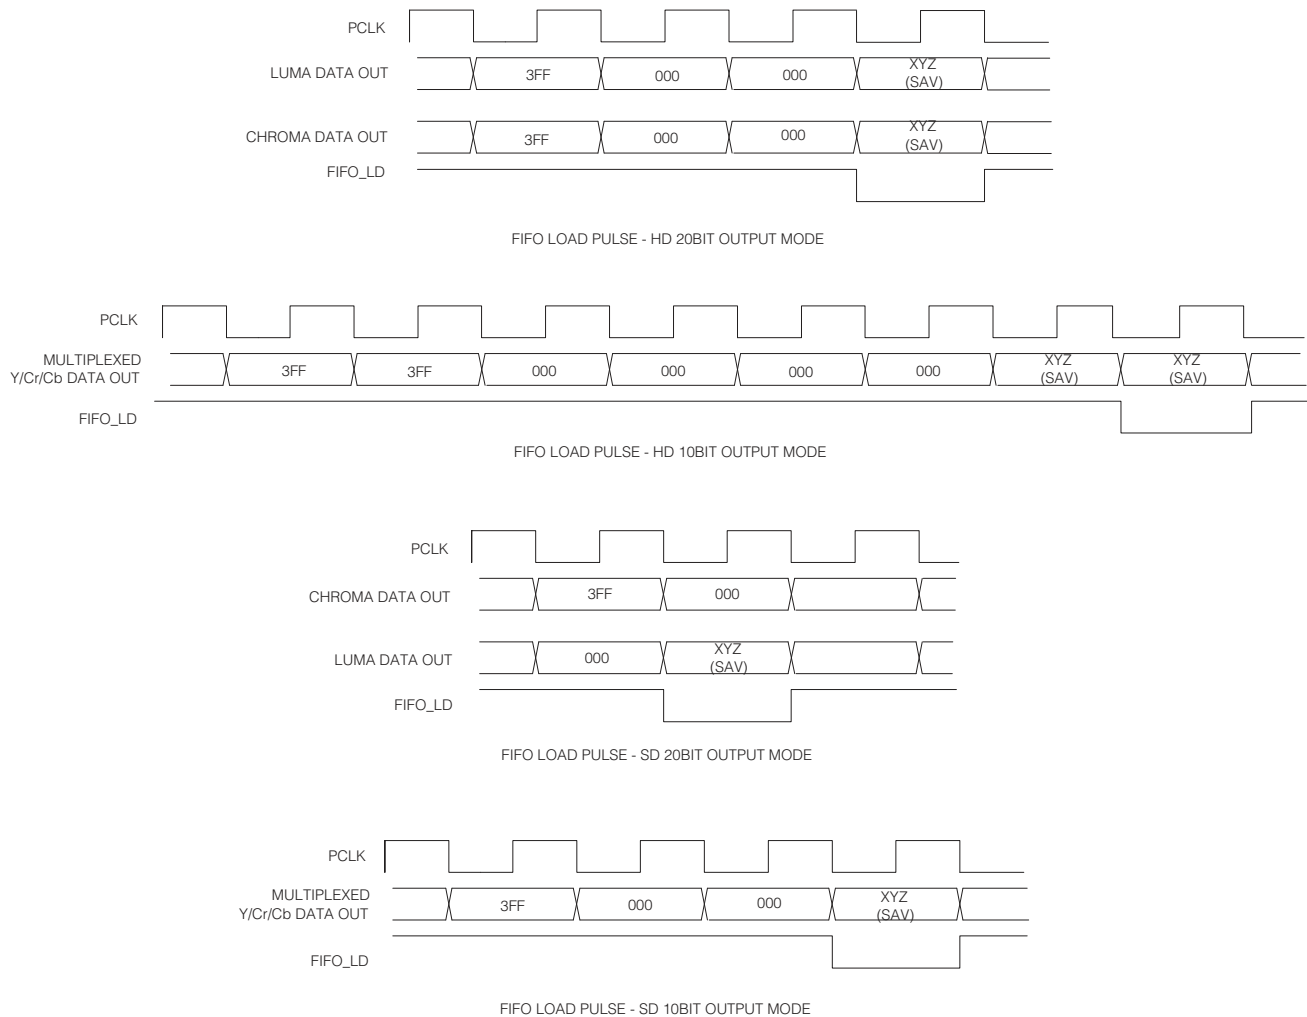 PCLK
LUMA DATA OUT
3FF
000
000
XYZ
(SAV)
CHROMA DATA OUT
3FF
000
000
XYZ
(SAV)
FIFO_LD
FIFO LOAD PULSE - HD 20BIT OUTPUT MODE
PCLK
MULTIPLEXED
Y/Cr/Cb DATA OUT
3FF
3FF
000
000
000
000
XYZ
(SAV)
XYZ
(SAV)
FIFO_LD
FIFO LOAD PULSE - HD 10BIT OUTPUT MODE
PCLK
CHROMA DATA OUT
3FF
000
LUMA DATA OUT
000
XYZ
(SAV)
FIFO_LD
FIFO LOAD PULSE - SD 20BIT OUTPUT MODE
PCLK
MULTIPLEXED
Y/Cr/Cb DATA OUT
3FF
000
000
XYZ
(SAV)
FIFO_LD
FIFO LOAD PULSE - SD 10BIT OUTPUT MODE